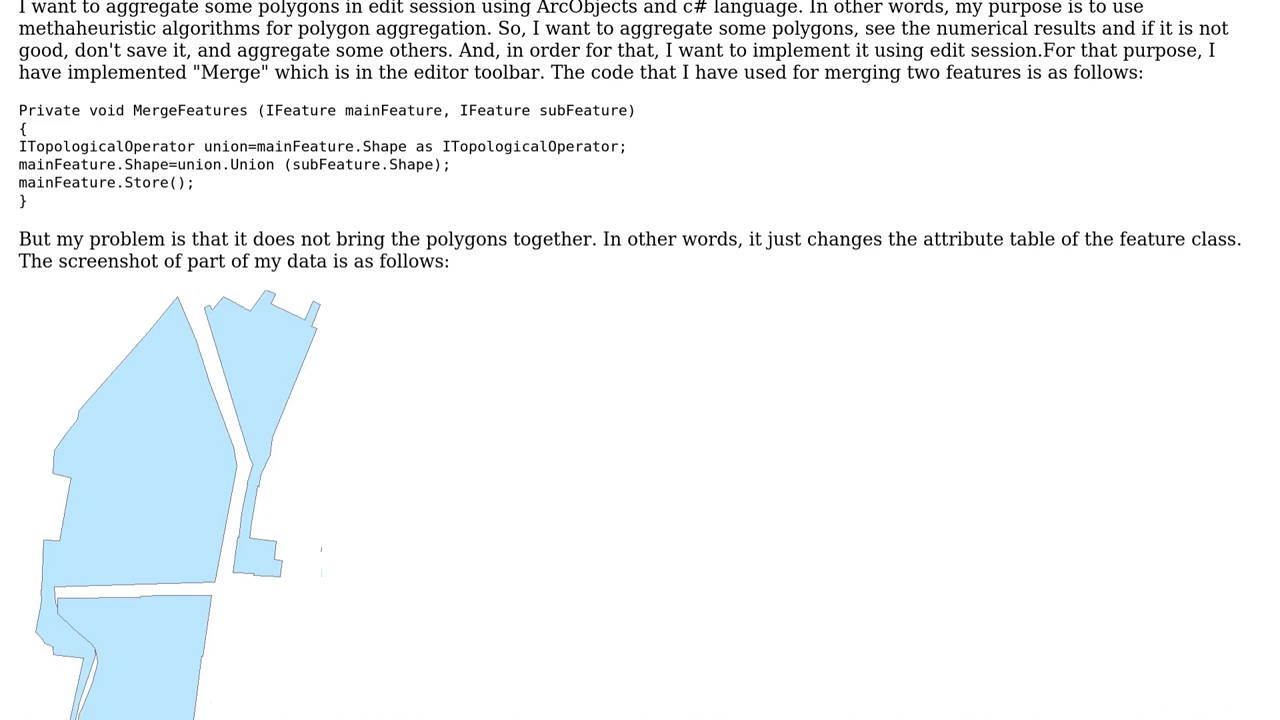 I want to aggregate some polygons in edit session using ArcObjects and c# language. In other words, my purpose is to use
methaheuristic algorithms for polygon aggregation. So, I want to aggregate some polygons, see the numerical results and if it is not
good, don't save it, and aggregate some others. And, in order for that, I want to implement it using edit session.For that purpose, I
have implemented "Merge" which is in the editor toolbar. The code that I have used for merging two features is as follows:
Private void MergeFeatures (IFeature mainFeature, IFeature subFeature)
{
ITopologicalOperator union=mainFeature.Shape as ITopologicalOperator;
mainFeature.Shape=union.Union (subFeature.Shape);
mainFeature.Store();
}
But my problem is that it does not bring the polygons together. In other words, it just changes the attribute table of the feature class.
The screenshot of part of my data is as follows: